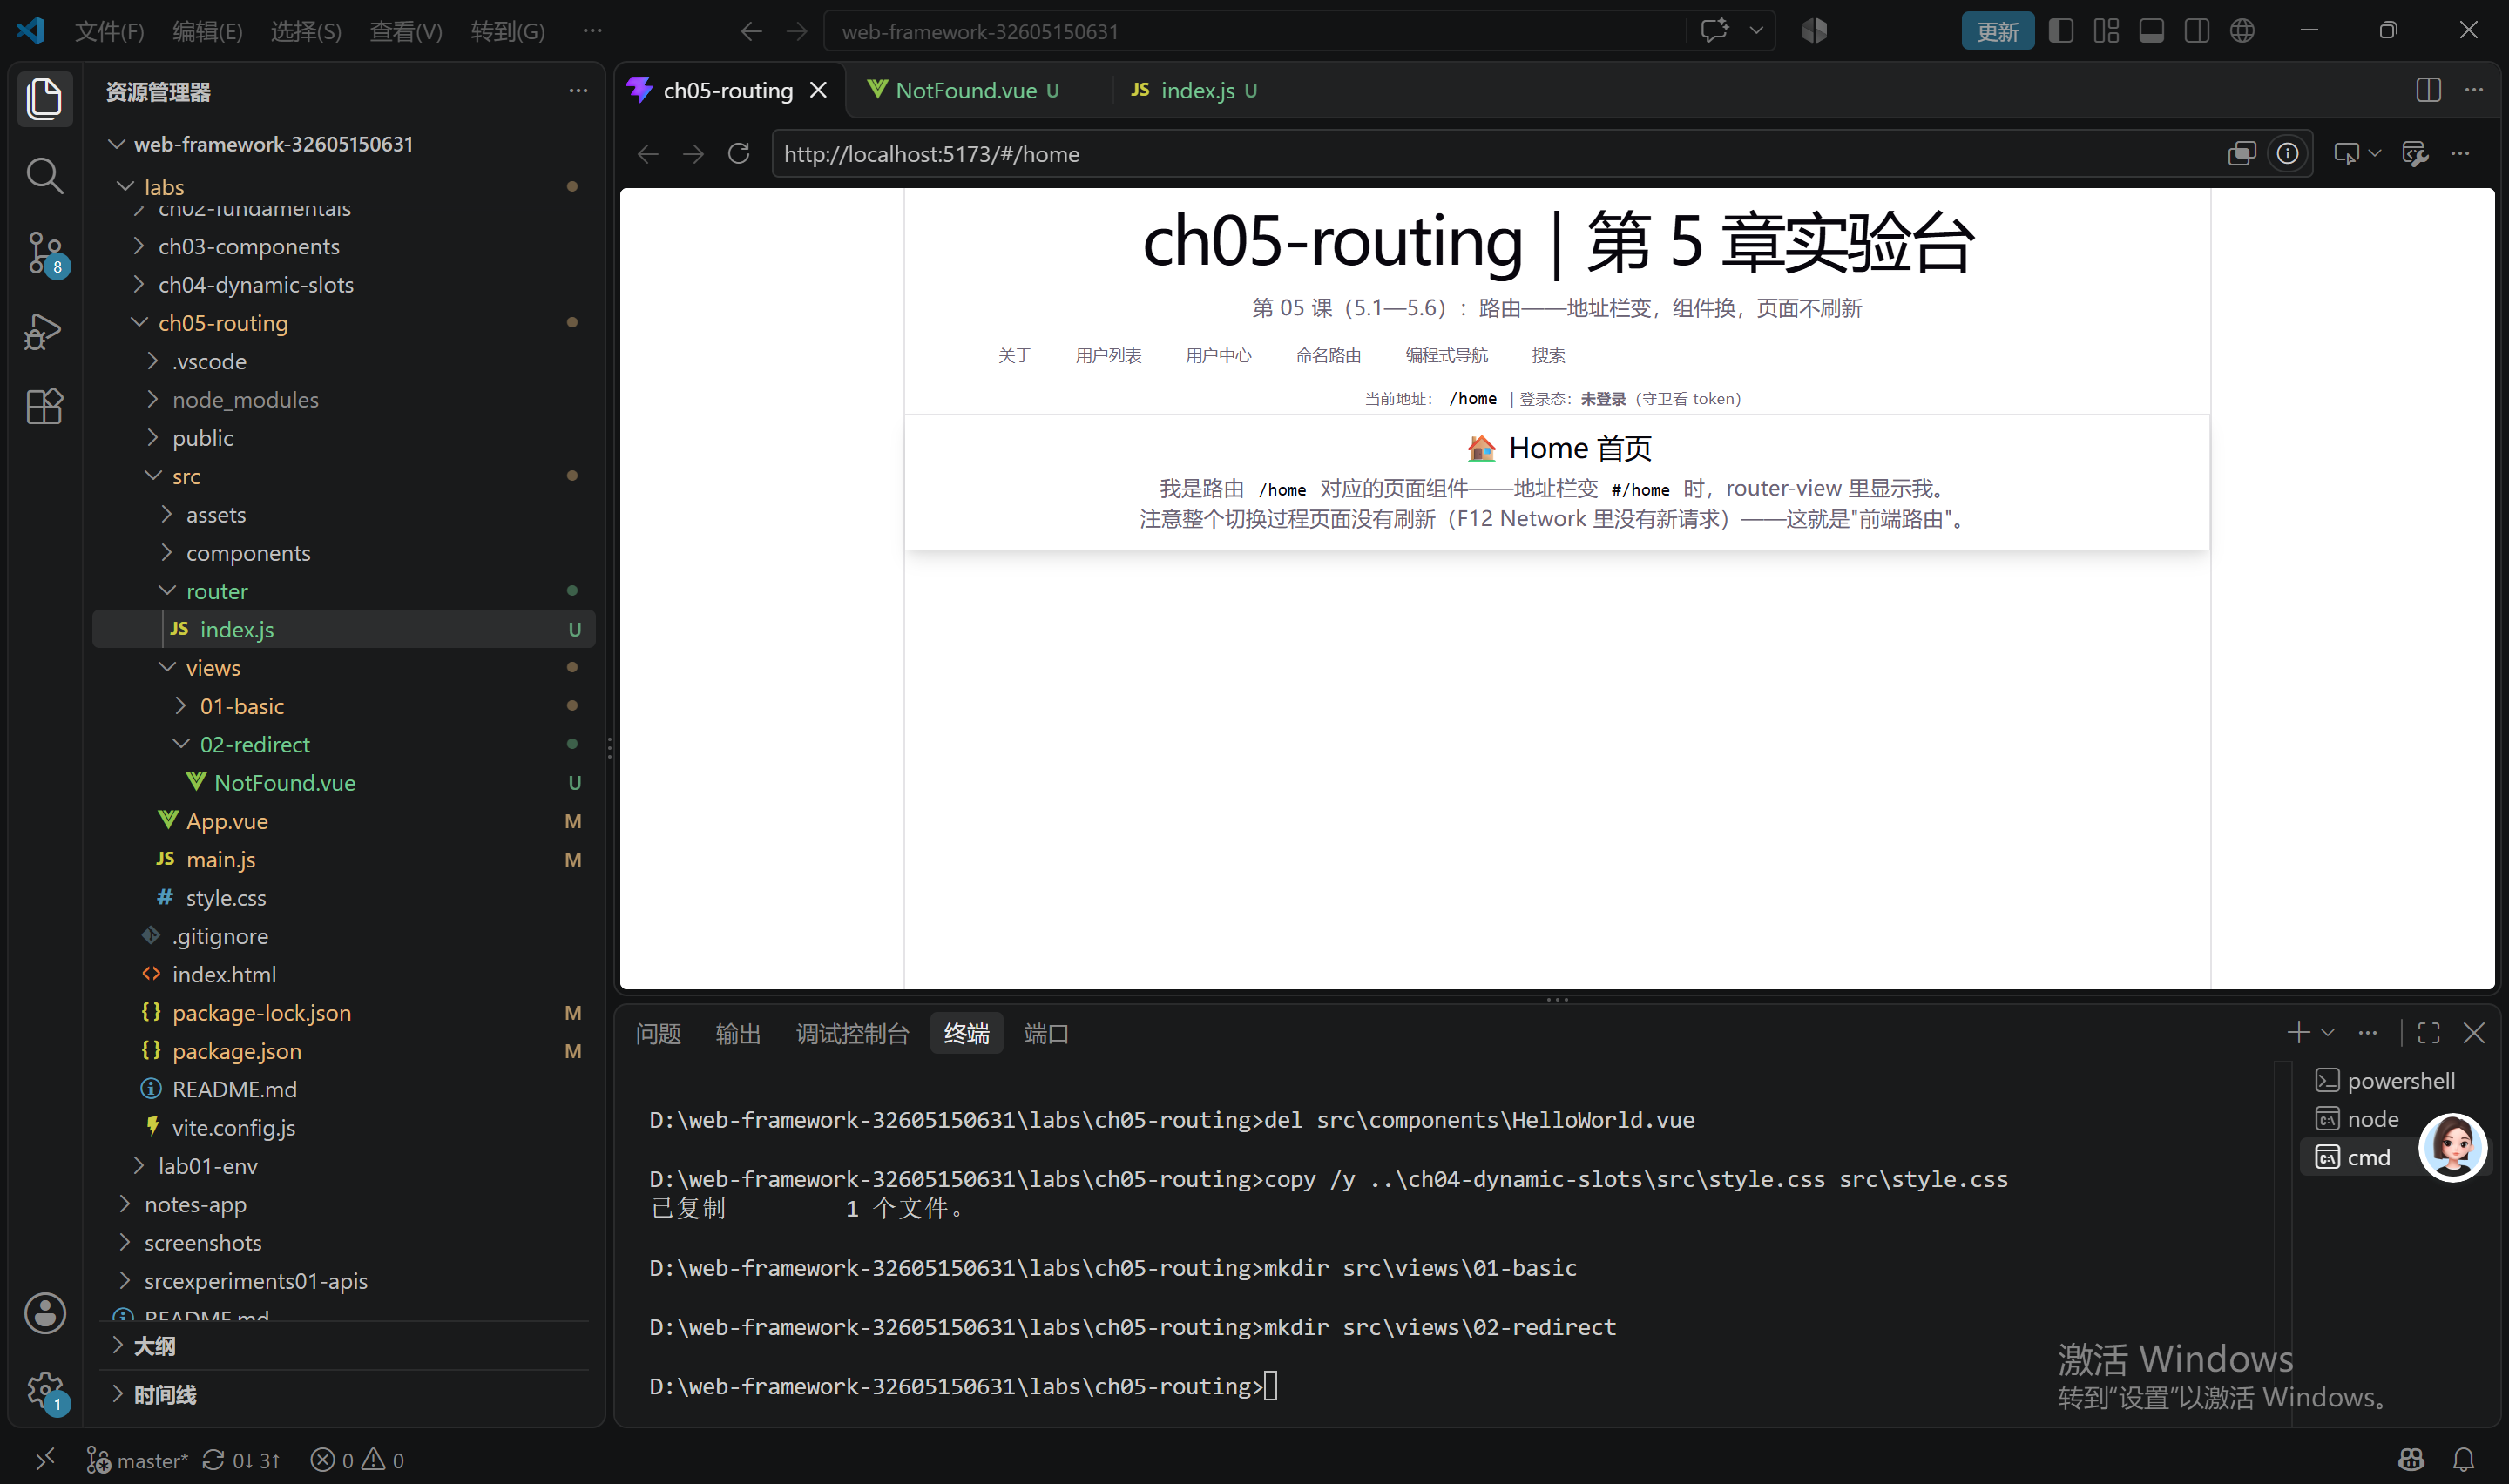 文件(F) 编辑(E) 选择(S) 查看(V) 转到(G) ··· web-framework-32605150631 更新
资源管理器
web-framework-32605150631
labs
ch02-fundamentals
ch03-components
ch04-dynamic-slots
ch05-routing
.vscode
node_modules
public
src
assets
components
router
JS index.js U
views
01-basic
02-redirect
NotFound.vue U
App.vue M
JS main.js M
# style.css
.gitignore
<> index.html
{} package-lock.json M
{} package.json M
README.md
vite.config.js
lab01-env
notes-app
screenshots
srcexperiments01-apis
README.md
大纲
时间线
8
1
ch05-routing NotFound.vue U JS index.js U
http://localhost:5173/#/home
ch05-routing｜第 5 章实验台
第 05 课（5.1—5.6）：路由——地址栏变，组件换，页面不刷新
关于 用户列表 用户中心 命名路由 编程式导航 搜索
当前地址： /home ｜登录态：未登录（守卫看 token）
🏠 Home 首页
我是路由 /home 对应的页面组件——地址栏变 #/home 时，router-view 里显示我。
注意整个切换过程页面没有刷新（F12 Network 里没有新请求）——这就是"前端路由"。
问题 输出 调试控制台 终端 端口
D:\web-framework-32605150631\labs\ch05-routing>del src\components\HelloWorld.vue
D:\web-framework-32605150631\labs\ch05-routing>copy /y ..\ch04-dynamic-slots\src\style.css src\style.css
已复制         1 个文件。
D:\web-framework-32605150631\labs\ch05-routing>mkdir src\views\01-basic
D:\web-framework-32605150631\labs\ch05-routing>mkdir src\views\02-redirect
D:\web-framework-32605150631\labs\ch05-routing>
powershell
node
cmd
激活 Windows
转到"设置"以激活 Windows。
master* 0↓ 3↑ 0 0